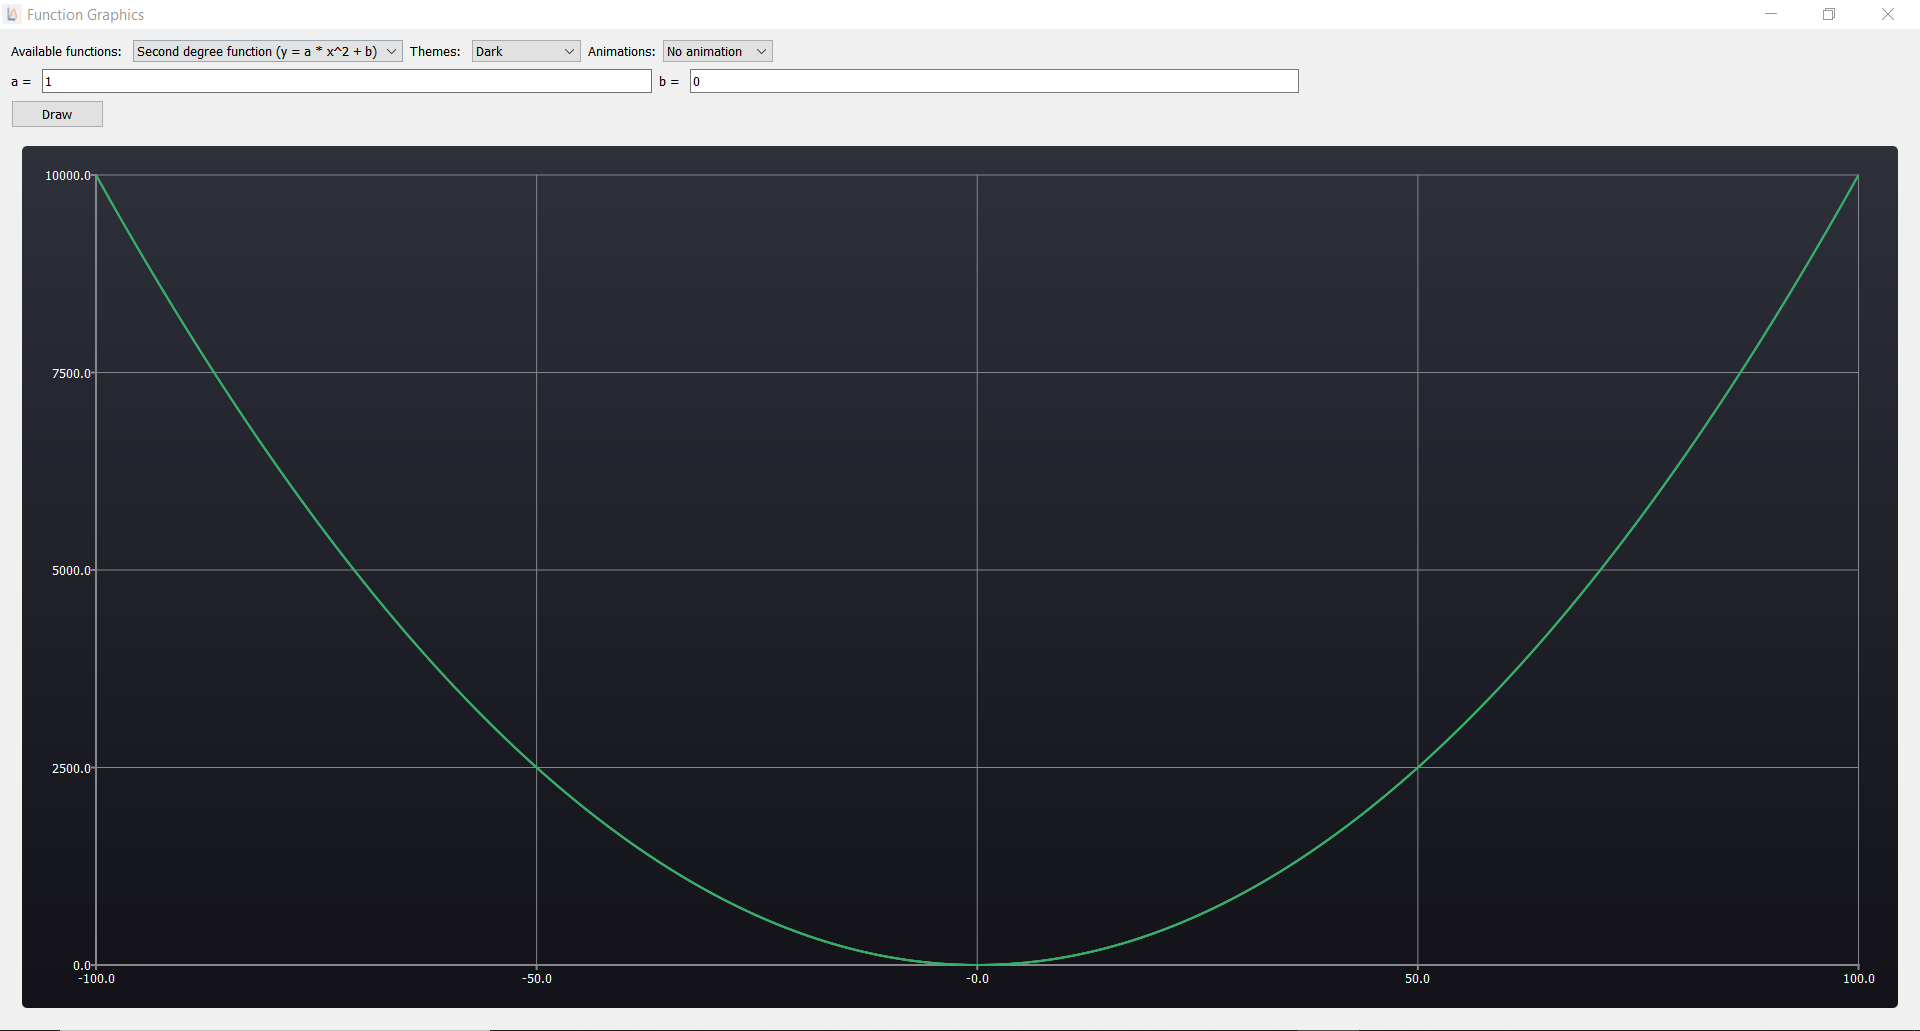 Function Graphics
Available functions: Second degree function (y = a * x^2 + b) Themes: Dark Animations: No animation
a = 1 b = 0
Draw
10000.0
7500.0
5000.0
2500.0
0.0
-100.0 -50.0 -0.0 50.0 100.0